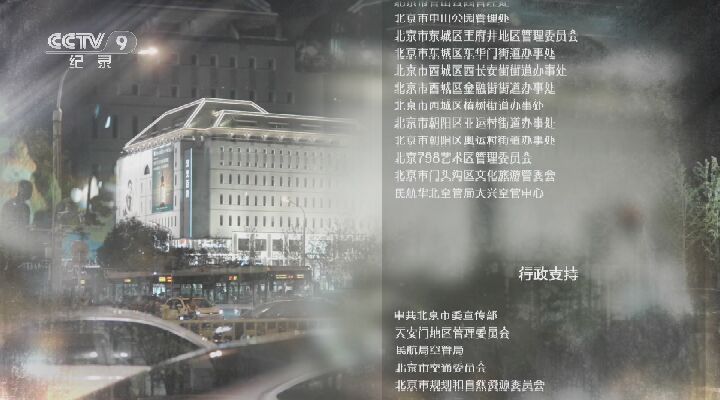 CCTV 9
纪录
北京市中山公园管理处
北京市东城区王府井地区管理委员会
北京市东城区东华门街道办事处
北京市西城区西长安街街道办事处
北京市西城区金融街街道办事处
北京市西城区椿树街道办事处
北京市朝阳区亚运村街道办事处
北京市朝阳区奥运村街道办事处
北京798艺术区管理委员会
北京市门头沟区文化旅游管委会
民航华北空管局大兴空管中心
行政支持
中共北京市委宣传部
天安门地区管理委员会
民航局空管局
北京市交通委员会
北京市规划和自然资源委员会